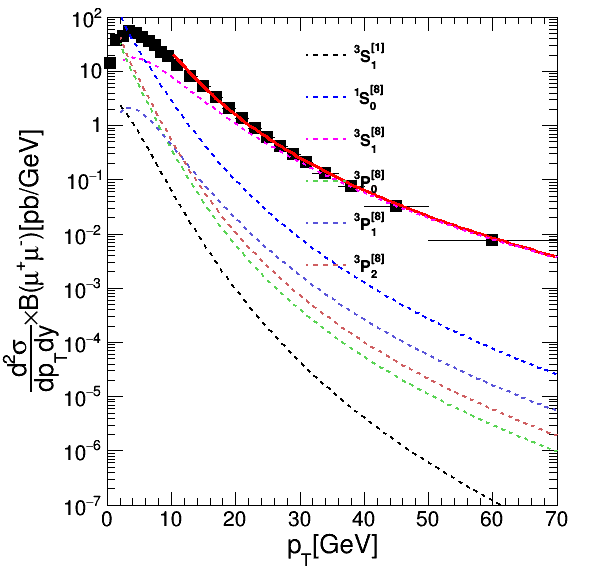 10²
10
1
10⁻¹
10⁻²
10⁻³
10⁻⁴
10⁻⁵
10⁻⁶
10⁻⁷
d²σ/dp_T dy ×B(μ⁺μ⁻)[pb/GeV]
³S₁[1]
¹S₀[8]
³S₁[8]
³P₀[8]
³P₁[8]
³P₂[8]
0 10 20 30 40 50 60 70
p_T[GeV]